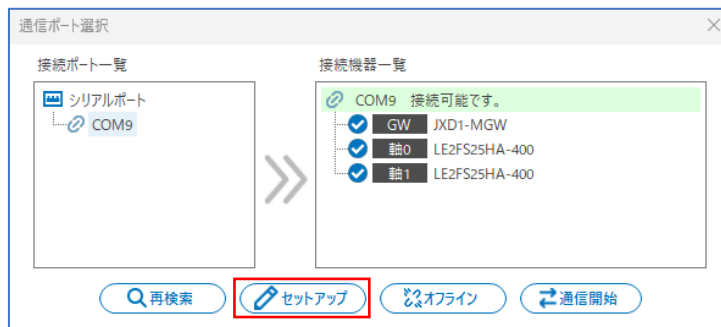 通信ポート選択
接続ポート一覧
接続機器一覧
シリアルポート
COM9
COM9 接続可能です。
GW JXD1-MGW
軸0 LE2FS25HA-400
軸1 LE2FS25HA-400
再検索 セットアップ オフライン 通信開始